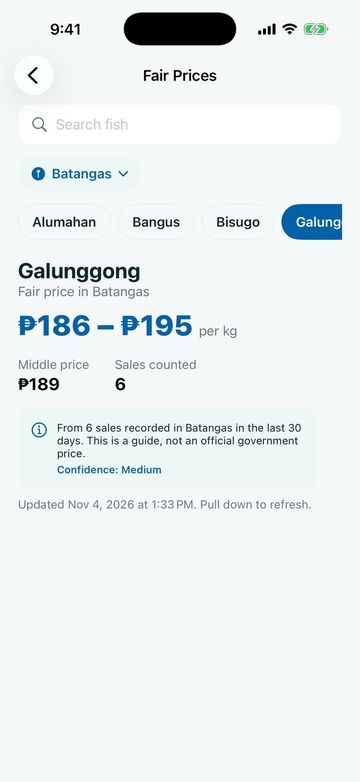 9:41
Fair Prices
Search fish
Batangas
Alumahan Bangus Bisugo Galung
Galunggong
Fair price in Batangas
₱186 – ₱195 per kg
Middle price Sales counted
₱189 6
From 6 sales recorded in Batangas in the last 30
days. This is a guide, not an official government
price.
Confidence: Medium
Updated Nov 4, 2026 at 1:33 PM. Pull down to refresh.